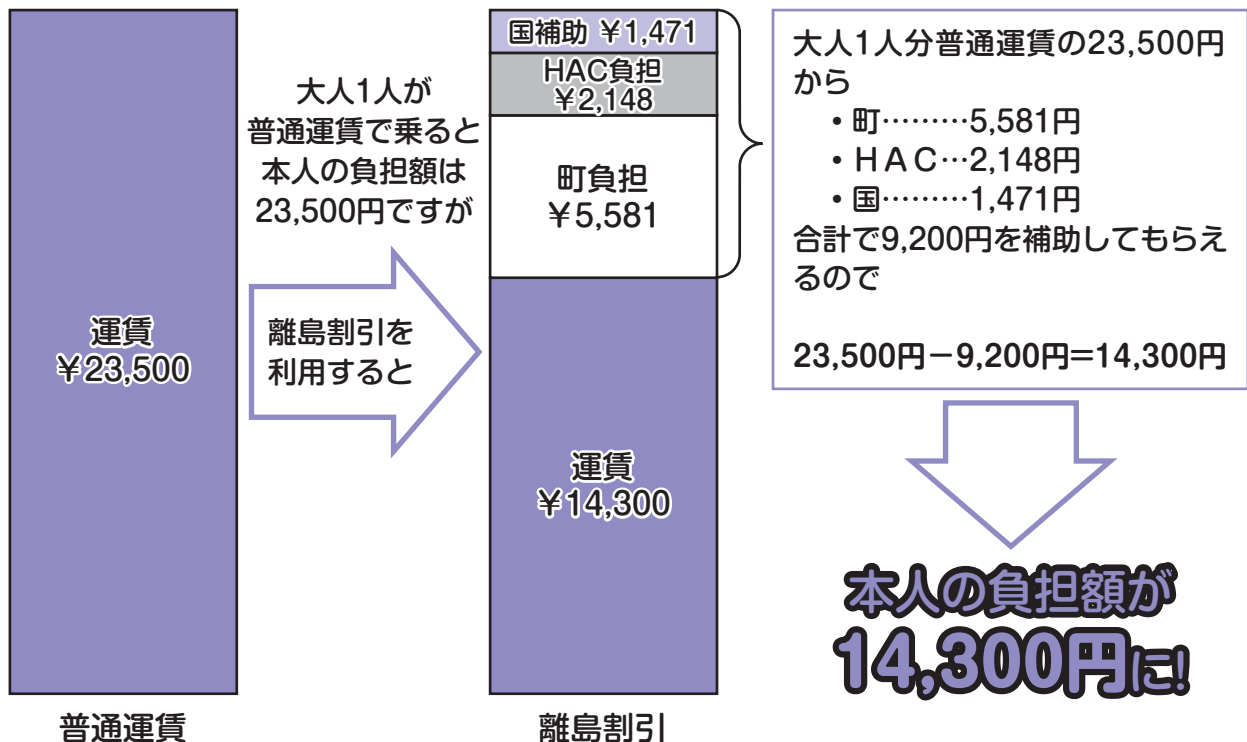 運賃
¥23,500
普通運賃
大人1人が
普通運賃で乗ると
本人の負担額は
23,500円ですが
離島割引を
利用すると
国補助 ¥1,471
HAC負担
¥2,148
町負担
¥5,581
運賃
¥14,300
離島割引
大人1人分普通運賃の23,500円
から
・町………5,581円
・ＨＡＣ…2,148円
・国………1,471円
合計で9,200円を補助してもらえ
るので
23,500円－9,200円＝14,300円
本人の負担額が
14,300円に!